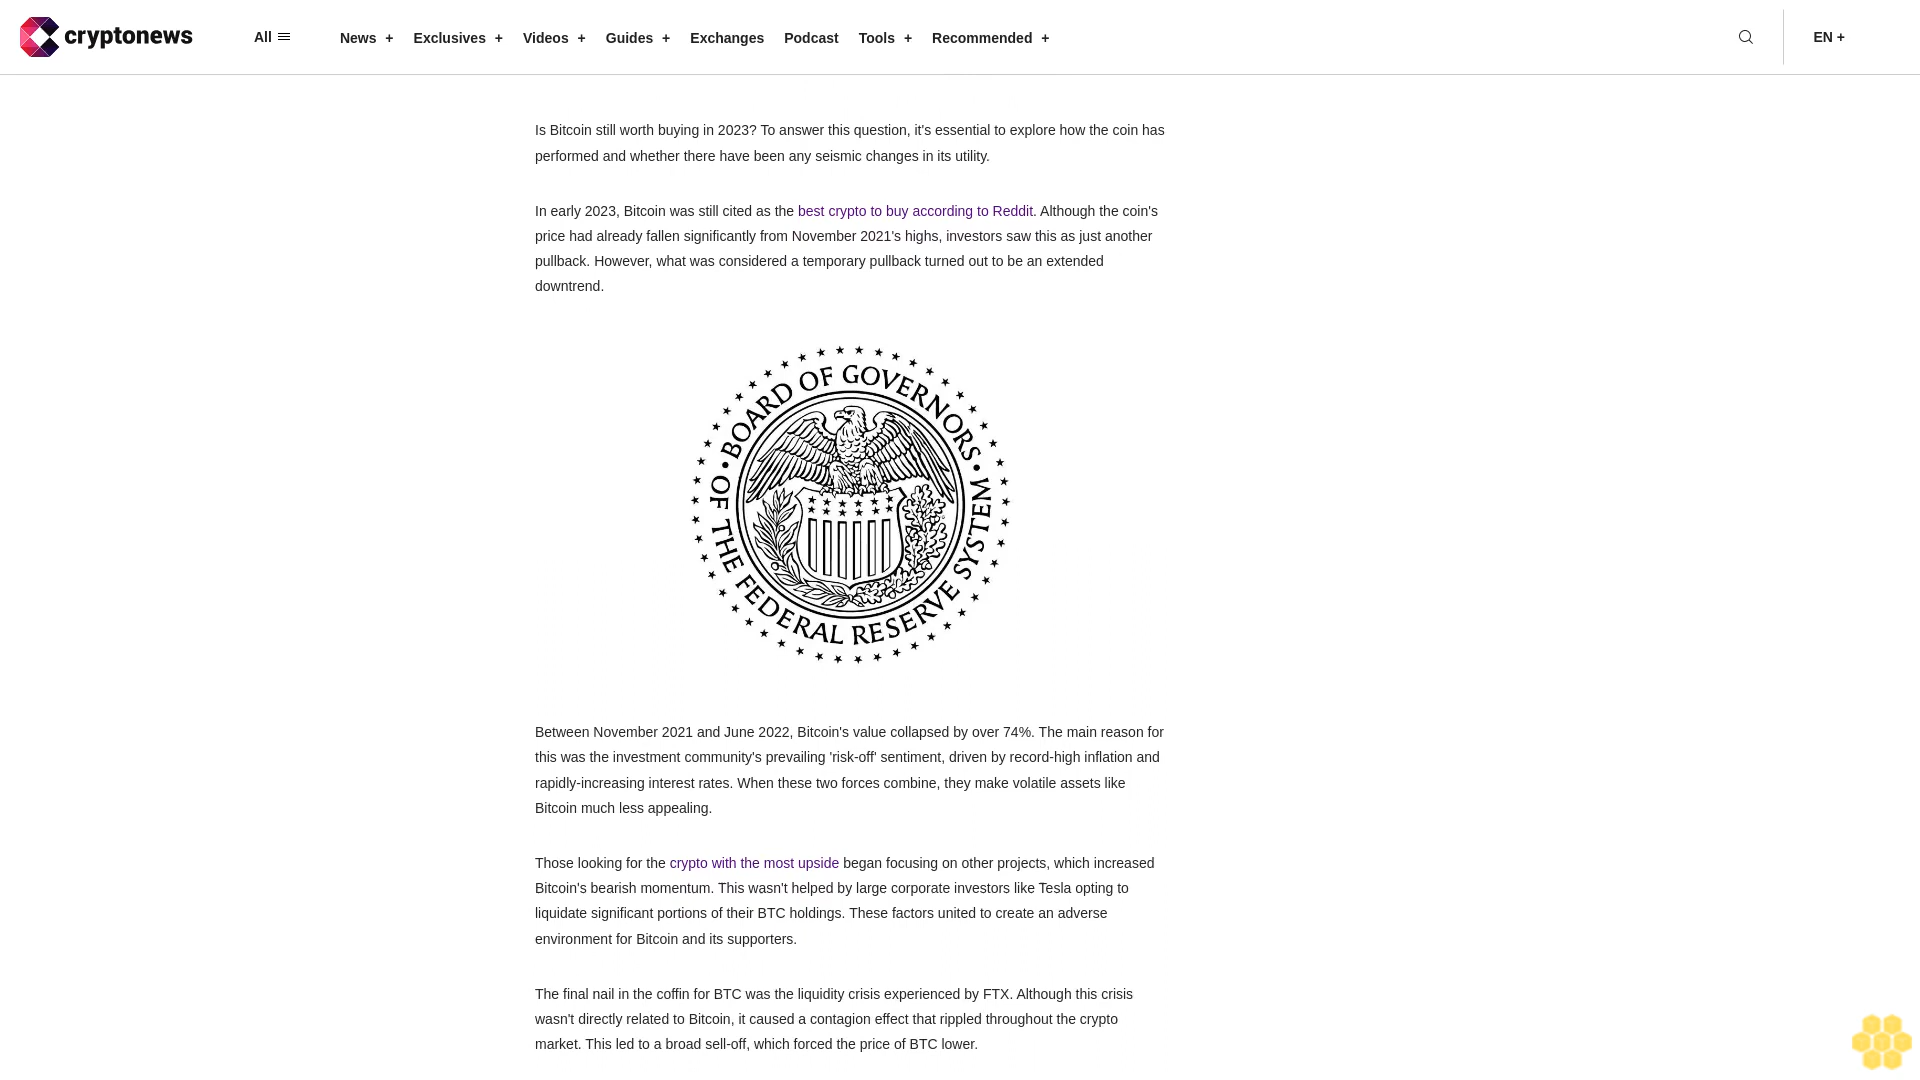 cryptonews
All
News +
Exclusives +
Videos +
Guides +
Exchanges
Podcast
Tools +
Recommended +
EN +
Is Bitcoin still worth buying in 2023? To answer this question, it's essential to explore how the coin has
performed and whether there have been any seismic changes in its utility.
In early 2023, Bitcoin was still cited as the best crypto to buy according to Reddit. Although the coin's
price had already fallen significantly from November 2021's highs, investors saw this as just another
pullback. However, what was considered a temporary pullback turned out to be an extended
downtrend.
BOARD OF GOVERNORS
OF THE FEDERAL RESERVE SYSTEM
Between November 2021 and June 2022, Bitcoin's value collapsed by over 74%. The main reason for
this was the investment community's prevailing 'risk-off' sentiment, driven by record-high inflation and
rapidly-increasing interest rates. When these two forces combine, they make volatile assets like
Bitcoin much less appealing.
Those looking for the crypto with the most upside began focusing on other projects, which increased
Bitcoin's bearish momentum. This wasn't helped by large corporate investors like Tesla opting to
liquidate significant portions of their BTC holdings. These factors united to create an adverse
environment for Bitcoin and its supporters.
The final nail in the coffin for BTC was the liquidity crisis experienced by FTX. Although this crisis
wasn't directly related to Bitcoin, it caused a contagion effect that rippled throughout the crypto
market. This led to a broad sell-off, which forced the price of BTC lower.